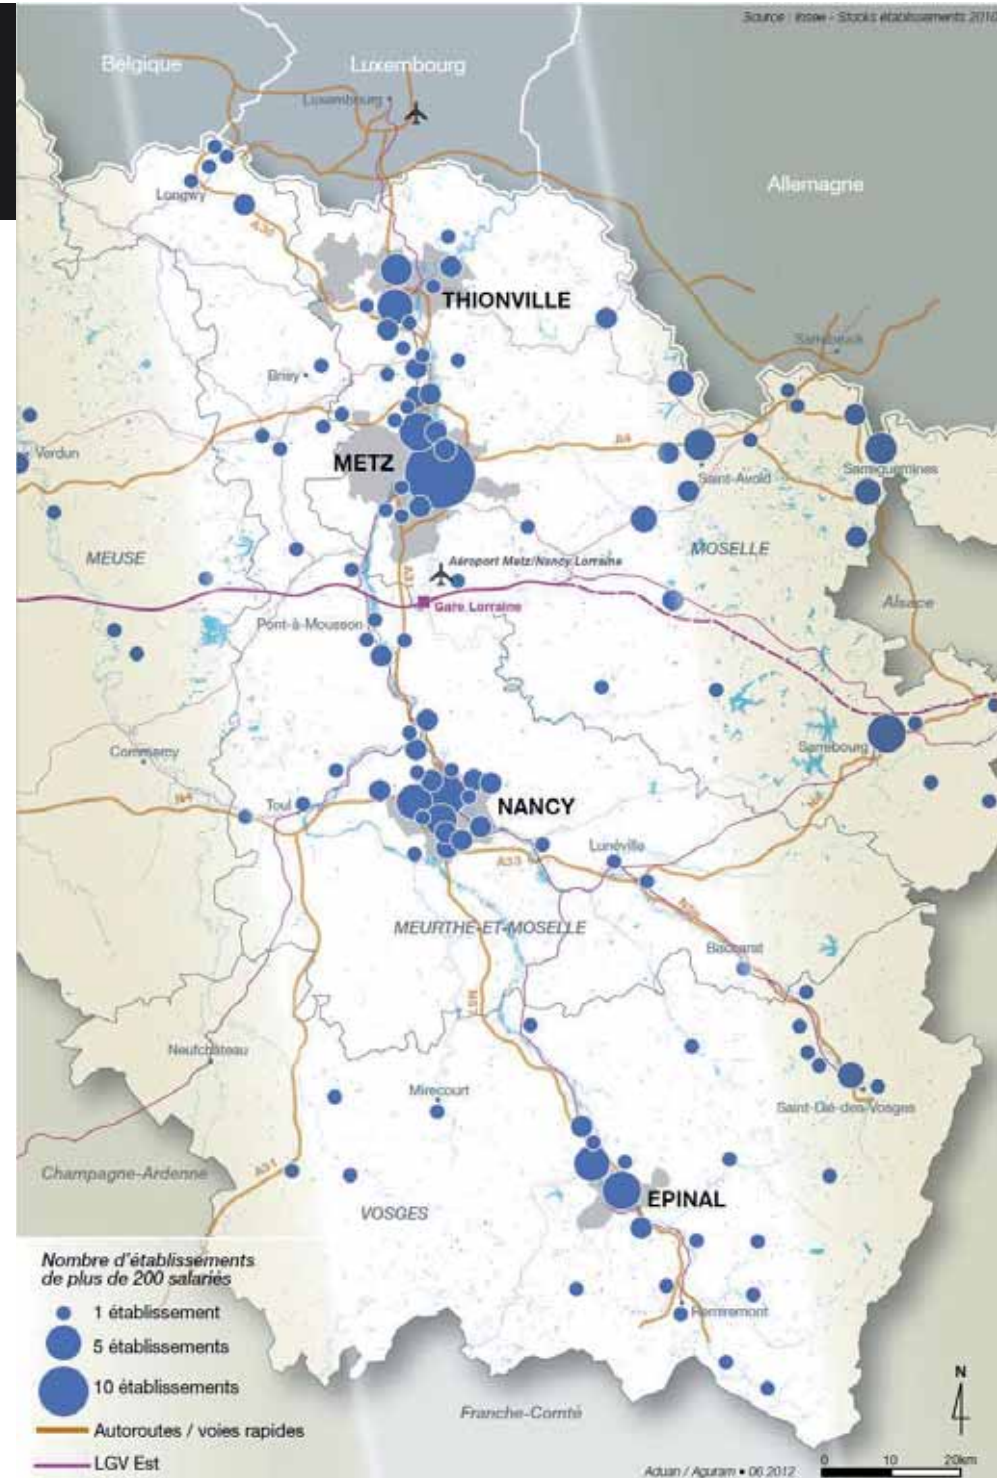 Source : Insee - Stocks établissements 2010
Belgique
Luxembourg
Luxembourg
Allemagne
Longwy
A30
THIONVILLE
Sarrebruck
Briey
Verdun
METZ
A4
Saint-Avold
Sarreguemines
MEUSE
MOSELLE
Aéroport Metz/Nancy Lorraine
A31
Gare Lorraine
Alsace
Pont-à-Mousson
Commercy
Sarrebourg
N4
Toul
NANCY
N4
Lunéville
A33
MEURTHE-ET-MOSELLE
Baccarat
N57
Neufchâteau
Mirecourt
Saint-Dié-des-Vosges
Champagne-Ardenne
A31
VOSGES
EPINAL
Remiremont
Nombre d'établissements
de plus de 200 salariés
1 établissement
5 établissements
10 établissements
Autoroutes / voies rapides
LGV Est
Franche-Comté
N
0 10 20km
Aduan / Aguram • 06 2012